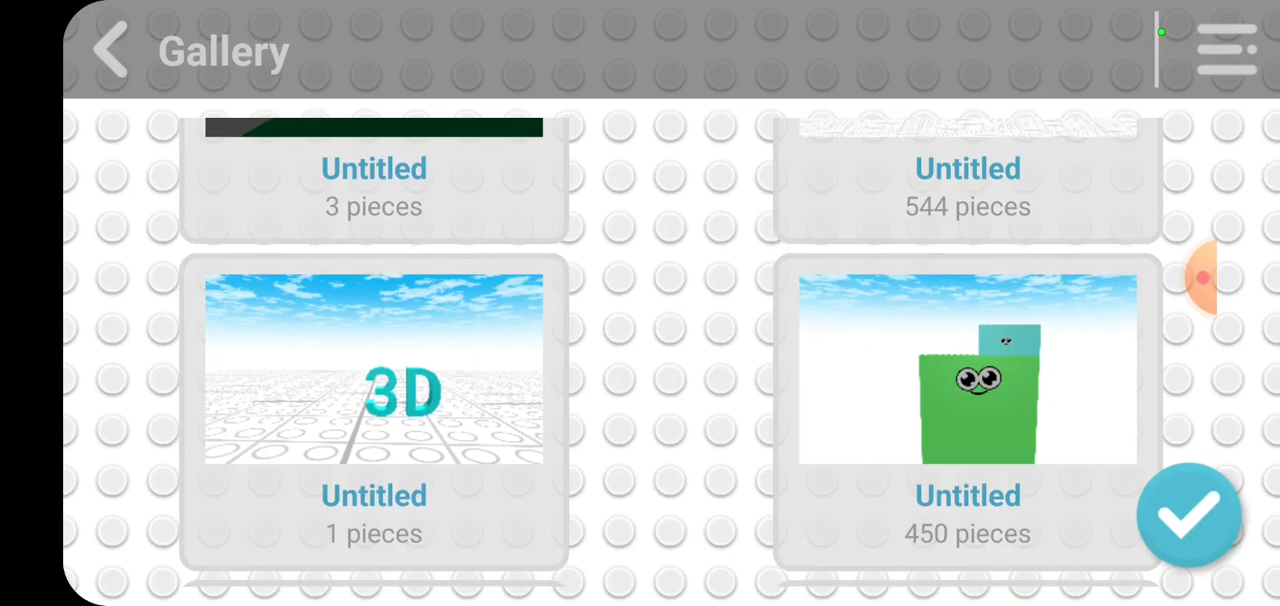 Gallery
Untitled
3 pieces
Untitled
544 pieces
3D
Untitled
1 pieces
Untitled
450 pieces